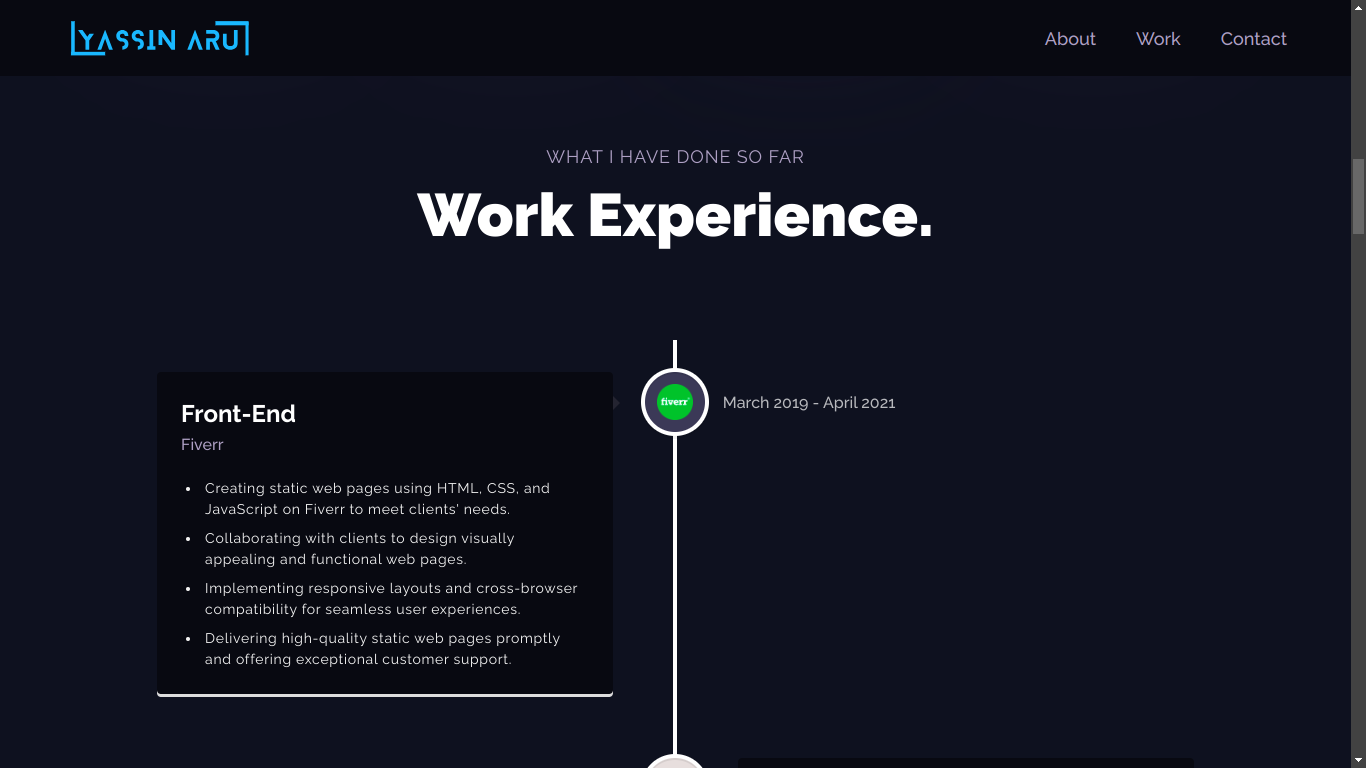 YASSIN ARU
About Work Contact
WHAT I HAVE DONE SO FAR
Work Experience.
Front-End
Fiverr
fiverr
March 2019 - April 2021
Creating static web pages using HTML, CSS, and
JavaScript on Fiverr to meet clients' needs.
Collaborating with clients to design visually
appealing and functional web pages.
Implementing responsive layouts and cross-browser
compatibility for seamless user experiences.
Delivering high-quality static web pages promptly
and offering exceptional customer support.